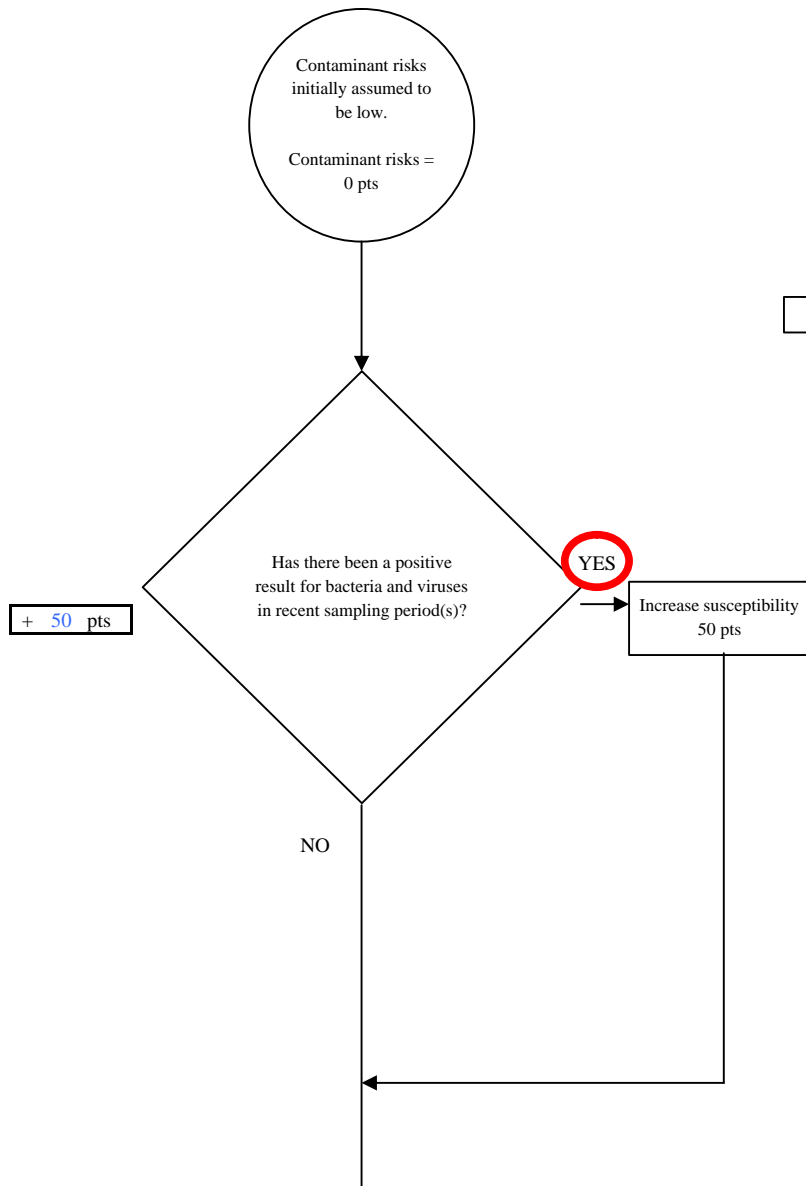 Contaminant risks
initially assumed to
be low.
Contaminant risks =
0 pts
Has there been a positive
result for bacteria and viruses
in recent sampling period(s)?
YES
Increase susceptibility
50 pts
+ 50 pts
NO